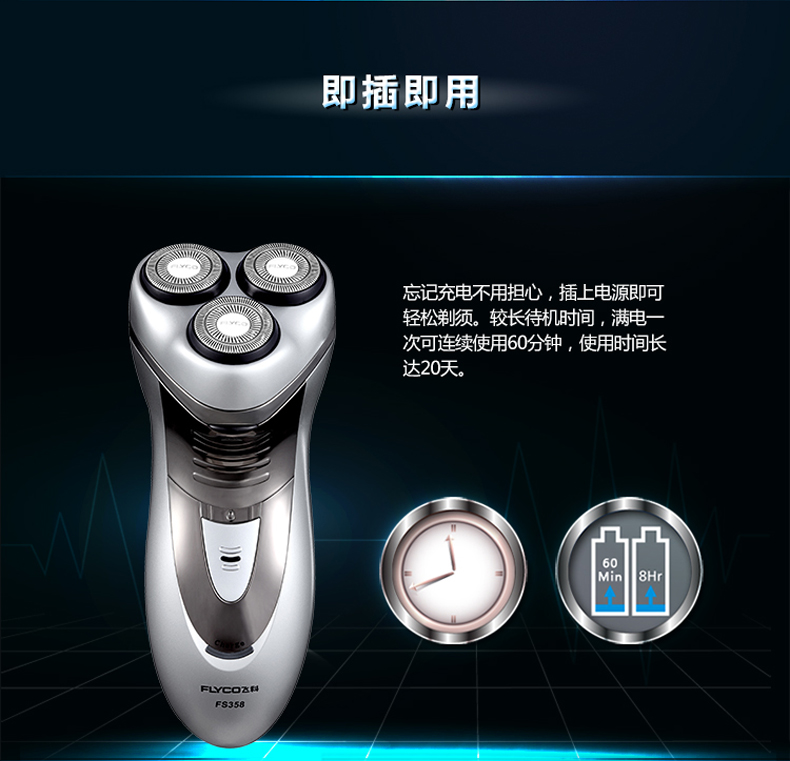 即插即用
忘记充电不用担心，插上电源即可
轻松剃须。较长待机时间，满电一
次可连续使用60分钟，使用时间长
达20天。
FLYCO
60
Min
8Hr
Charge
FLYCO飞科
FS358